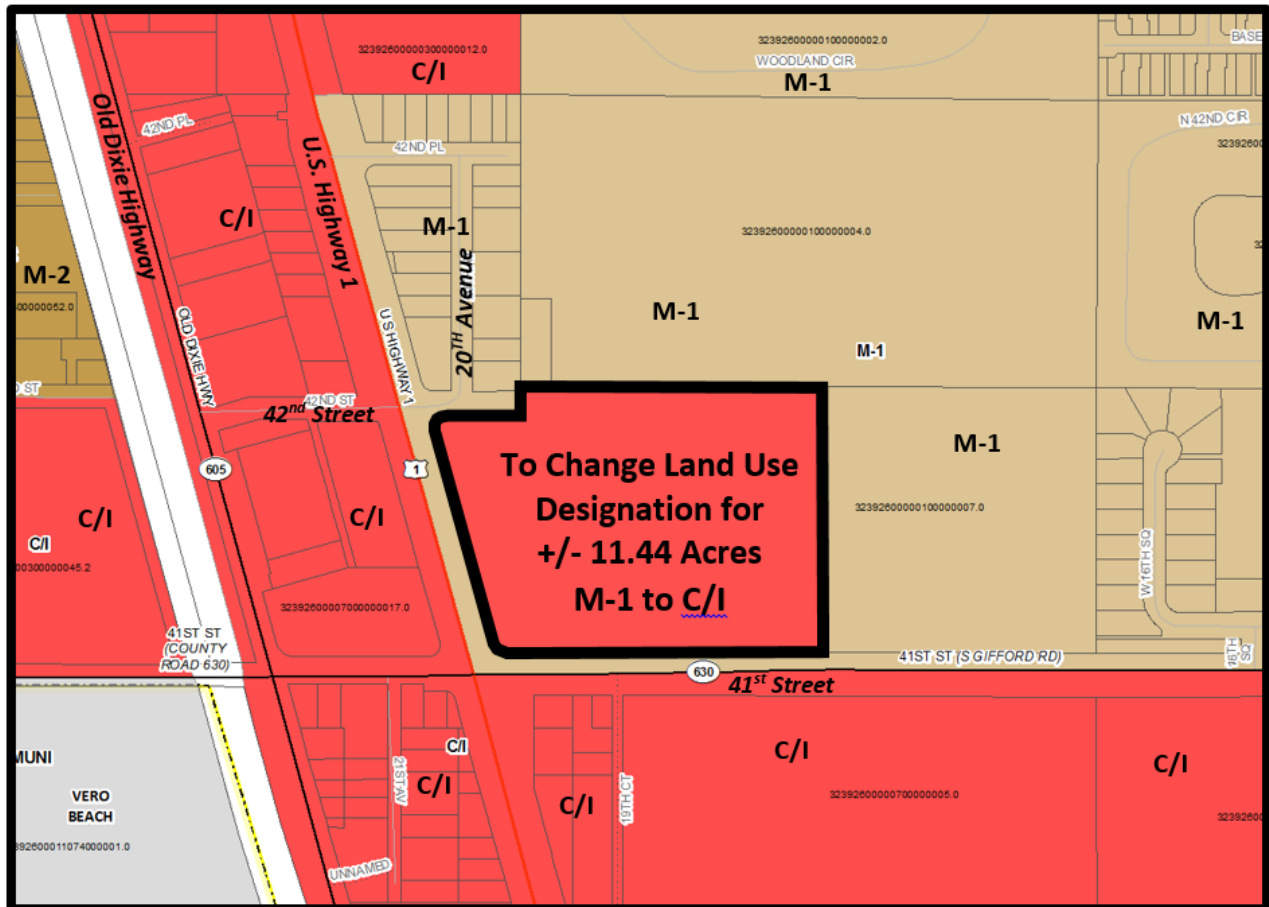 32392600000300000012.0
C/I
32392600000100000002.0
WOODLAND CIR
M-1
BASE
N 42ND CIR
3239260
42ND PL
42ND PL
Old Dixie Highway
U.S. Highway 1
C/I
M-1
20TH Avenue
32392600000100000004.0
M-2
00000052.0
M-1
M-1
M-1
OLD DIXIE HWY
U S HIGHWAY 1
D ST
42ND ST
42nd Street
605
1
To Change Land Use
Designation for
+/- 11.44 Acres
M-1 to C/I
M-1
32392600000100000007.0
C/I
C/I
C/I
00300000045.2
32392600007000000017.0
W 16TH SQ
16TH
SQ
41ST ST
(COUNTY
ROAD 630)
41ST ST (S GIFFORD RD)
630
41st Street
MUNI
VERO
BEACH
392600011074000001.0
21ST AV
C/I
C/I
UNNAMED
C/I
19TH CT
C/I
32392600000700000005.0
C/I
3239260